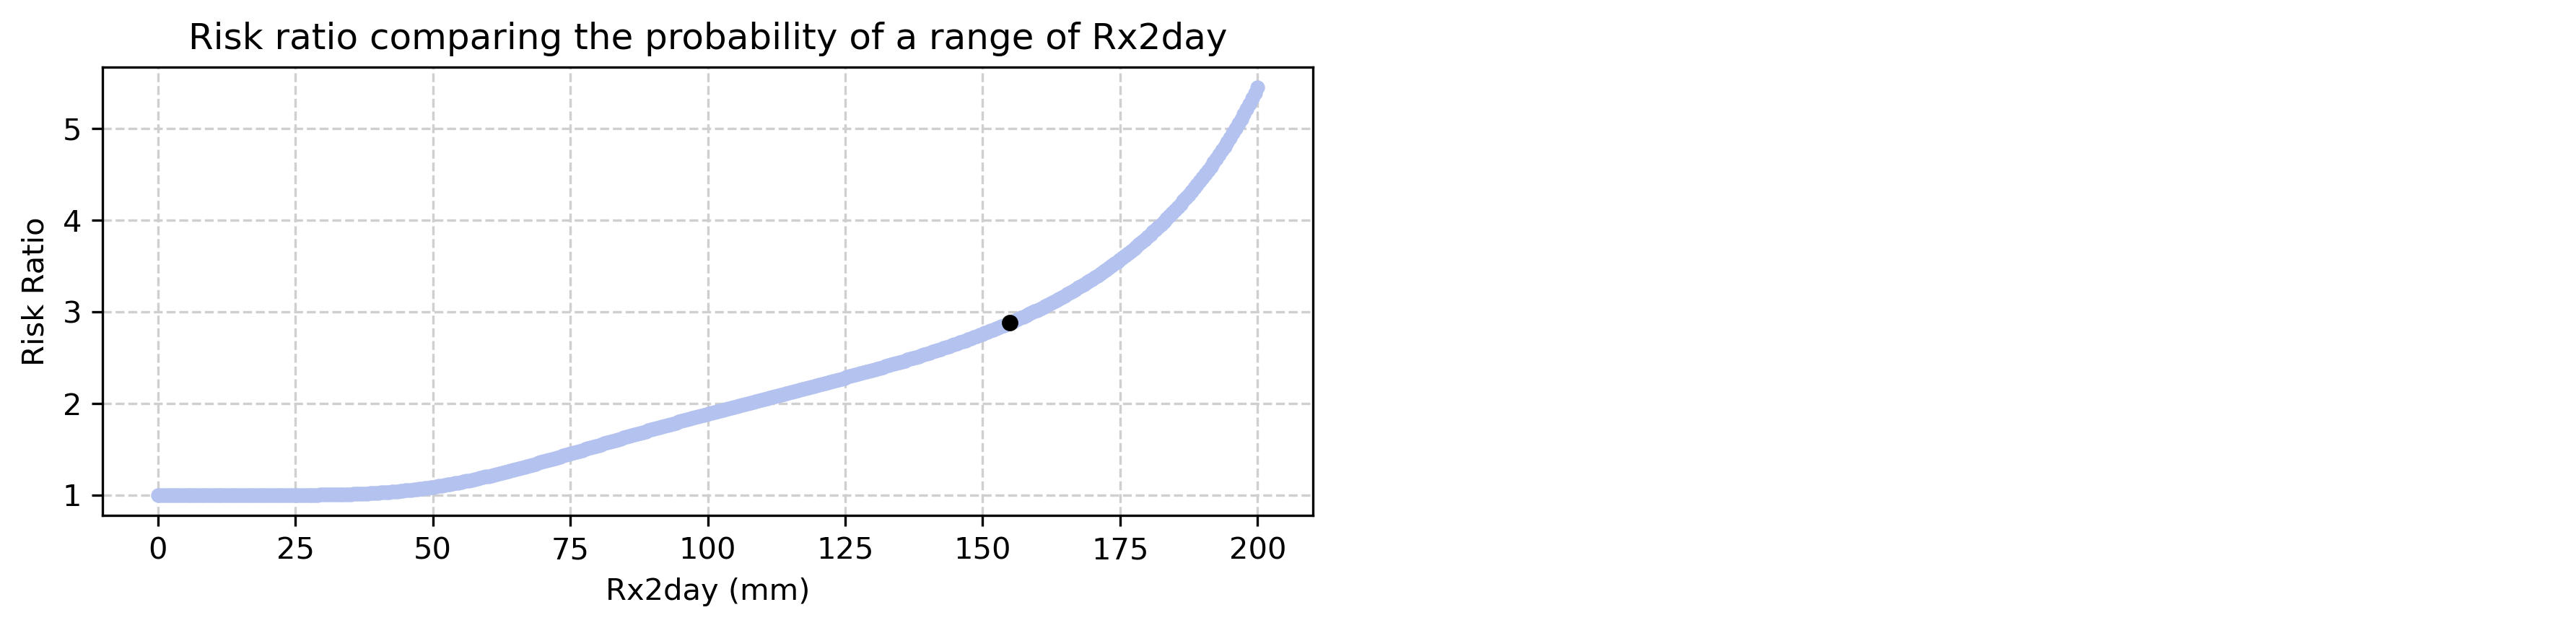 Risk ratio comparing the probability of a range of Rx2day
Risk Ratio
5
4
3
2
1
0 25 50 75 100 125 150 175 200
Rx2day (mm)